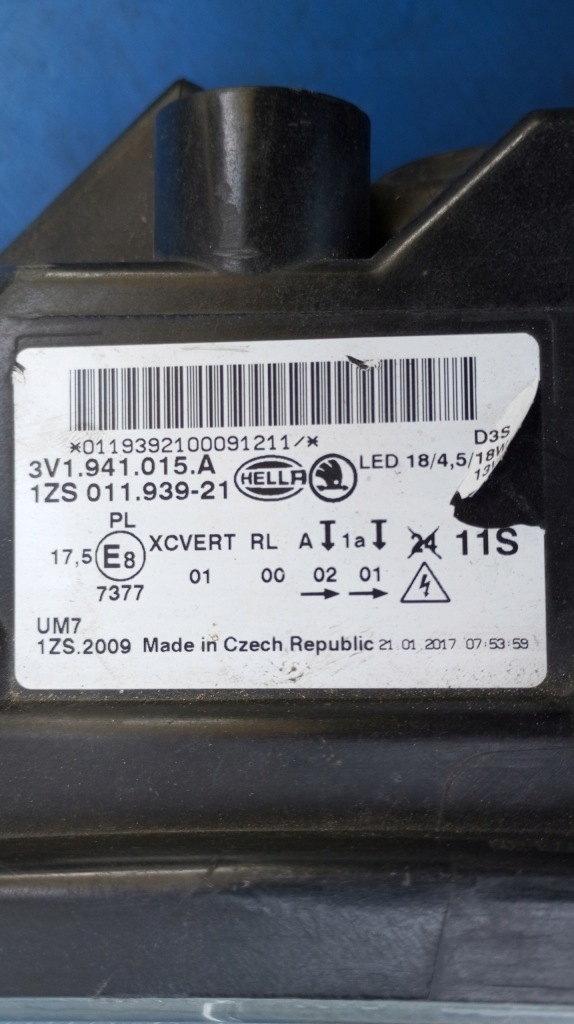 *0119392100091211/*
3V1.941.015.A
1ZS 011.939-21
HELLA
D3S
LED 18/4,5/18W
13V
PL
17,5 E8 XCVERT RL A 1a 24 11S
01 00 02 01
7377
UM7
1ZS.2009 Made in Czech Republic 21.01.2017 07:53:59